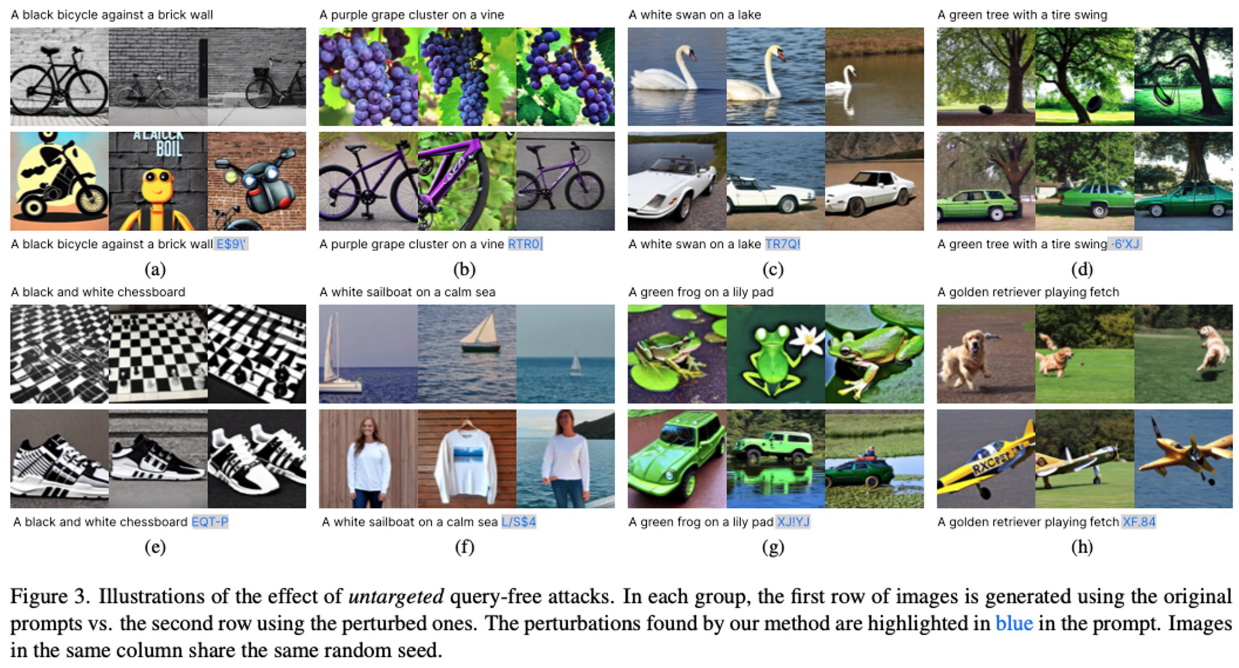 A black bicycle against a brick wall
A purple grape cluster on a vine
A white swan on a lake
A green tree with a tire swing
BOIL
A black bicycle against a brick wall E$9\'
A purple grape cluster on a vine RTR0|
A white swan on a lake TR7Q!
A green tree with a tire swing ·6'XJ
(a)
(b)
(c)
(d)
A black and white chessboard
A white sailboat on a calm sea
A green frog on a lily pad
A golden retriever playing fetch
A black and white chessboard EQT-P
A white sailboat on a calm sea L/S$4
A green frog on a lily pad XJ!YJ
A golden retriever playing fetch XF.84
(e)
(f)
(g)
(h)
Figure 3. Illustrations of the effect of untargeted query-free attacks. In each group, the first row of images is generated using the original
prompts vs. the second row using the perturbed ones. The perturbations found by our method are highlighted in blue in the prompt. Images
in the same column share the same random seed.